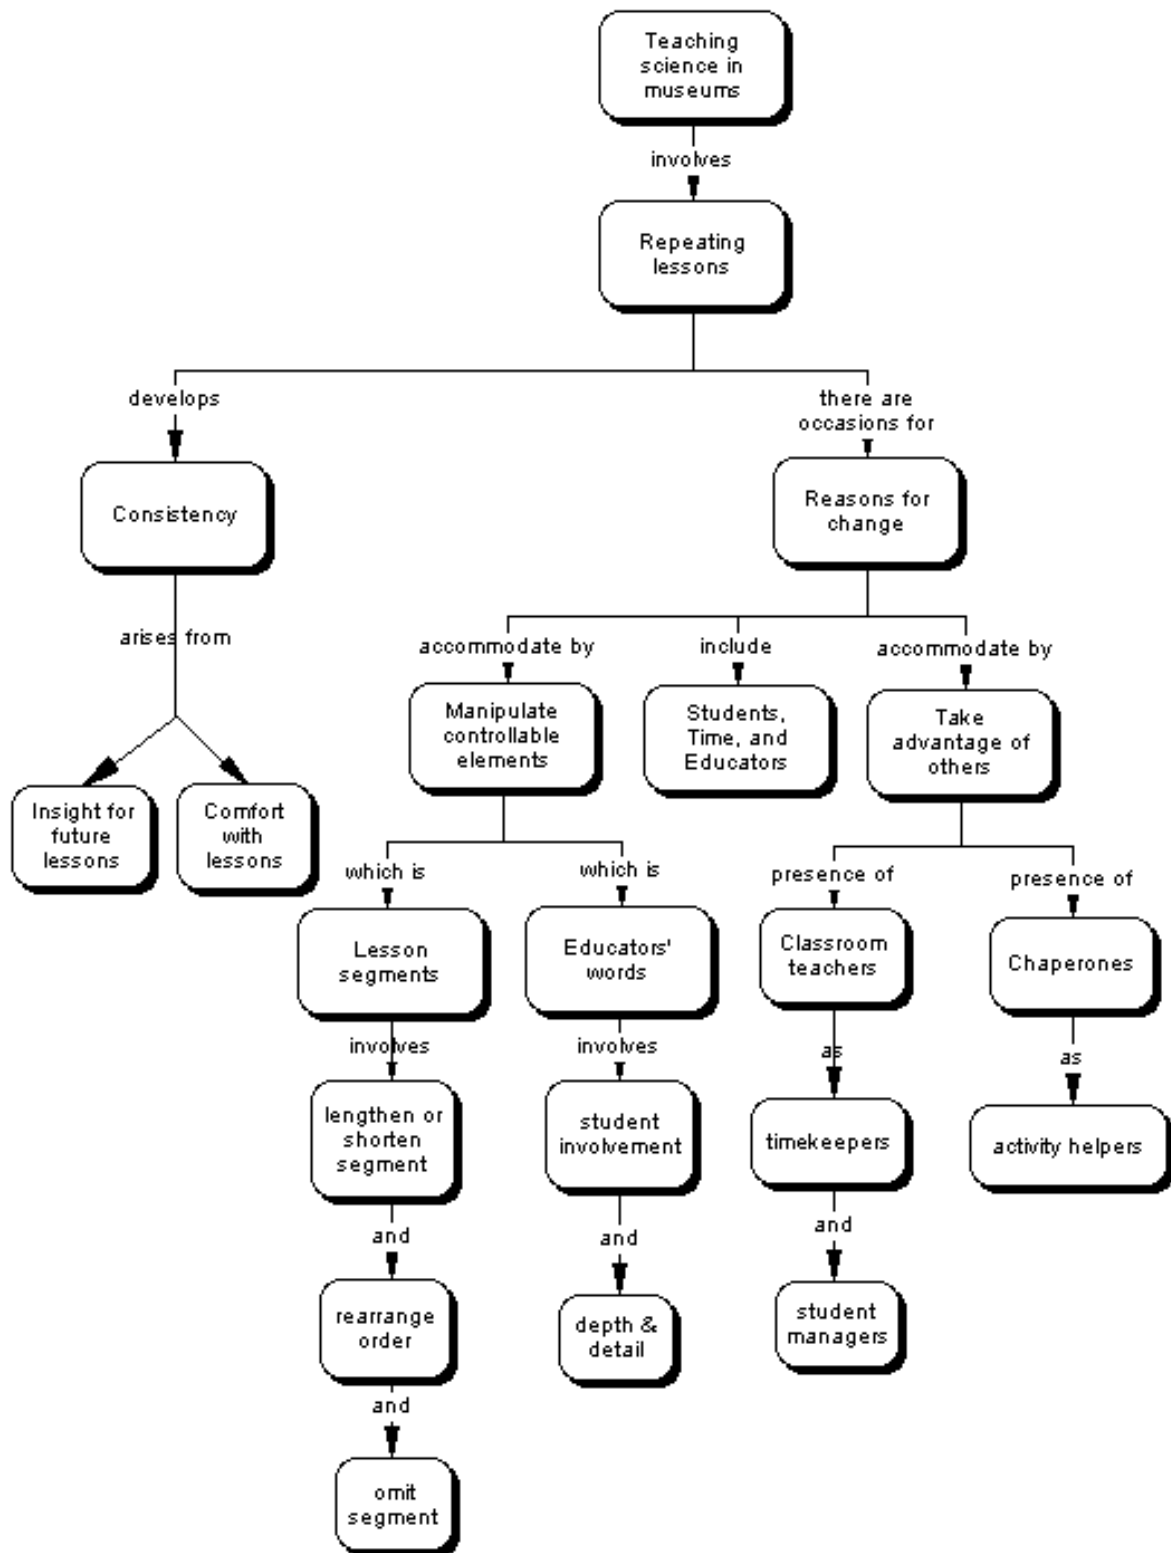 Teaching
science in
museums
involves
Repeating
lessons
develops
there are
occasions for
Consistency
Reasons for
change
arises from
accommodate by
include
accommodate by
Manipulate
controllable
elements
Students,
Time, and
Educators
Take
advantage of
others
Insight for
future
lessons
Comfort
with
lessons
which is
which is
presence of
presence of
Lesson
segments
Educators'
words
Classroom
teachers
Chaperones
involves
involves
as
as
lengthen or
shorten
segment
student
involvement
timekeepers
activity helpers
and
and
and
rearrange
order
depth &
detail
student
managers
and
omit
segment